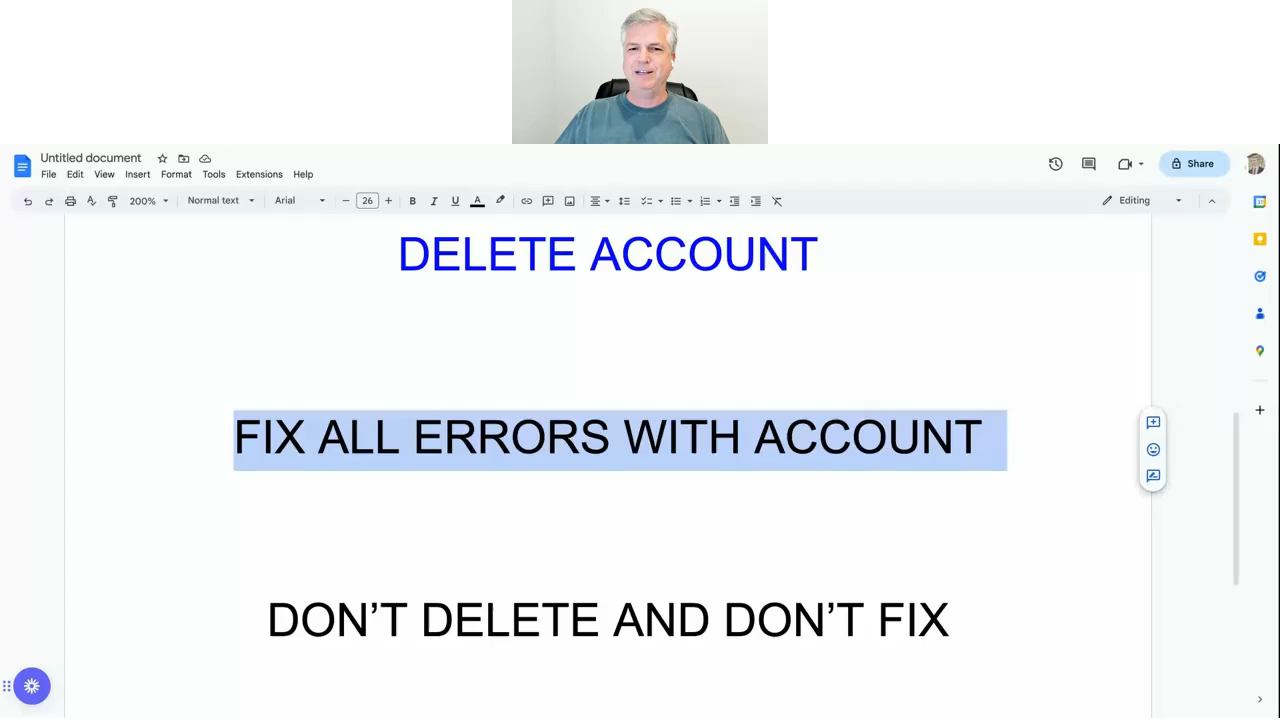 Untitled document
File Edit View Insert Format Tools Extensions Help
Share
200% Normal text Arial − 26 + B I U A Editing
DELETE ACCOUNT
FIX ALL ERRORS WITH ACCOUNT
DON’T DELETE AND DON’T FIX